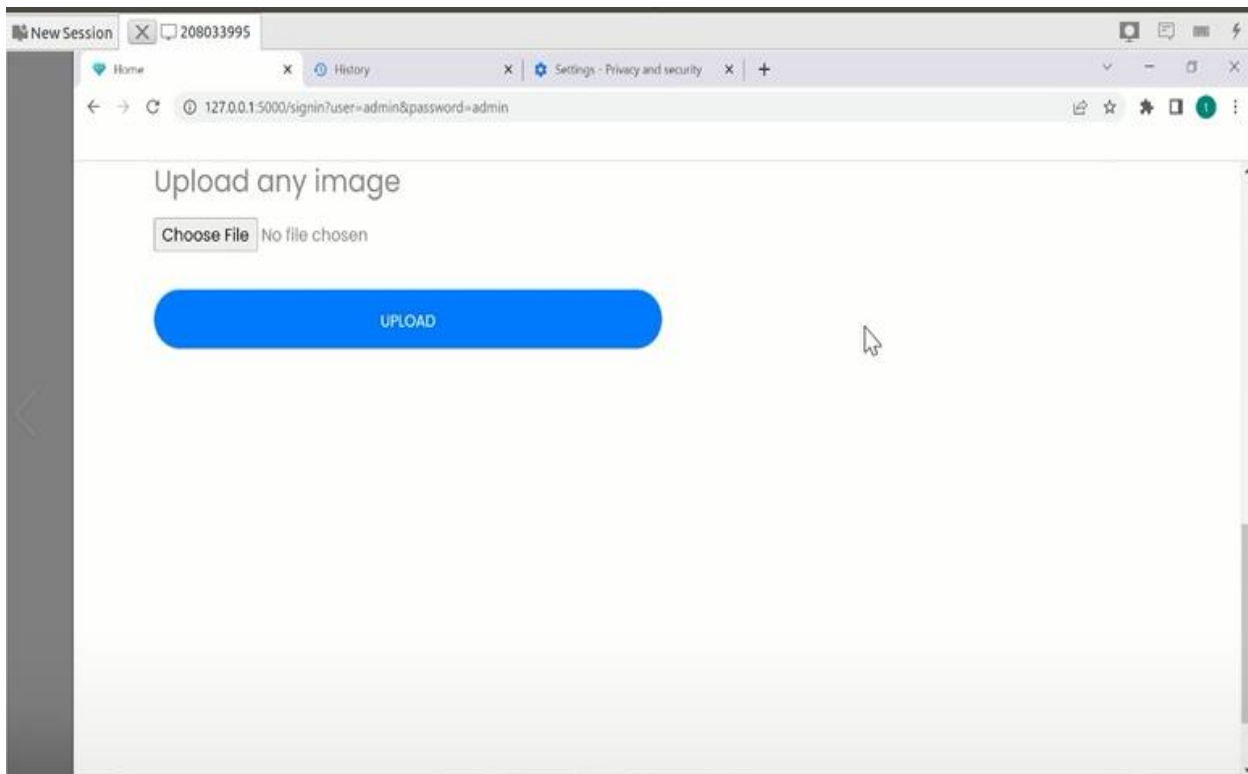 New Session
208033995
Home
History
Settings - Privacy and security
127.0.0.1:5000/signin?user=admin&password=admin
Upload any image
Choose File No file chosen
UPLOAD